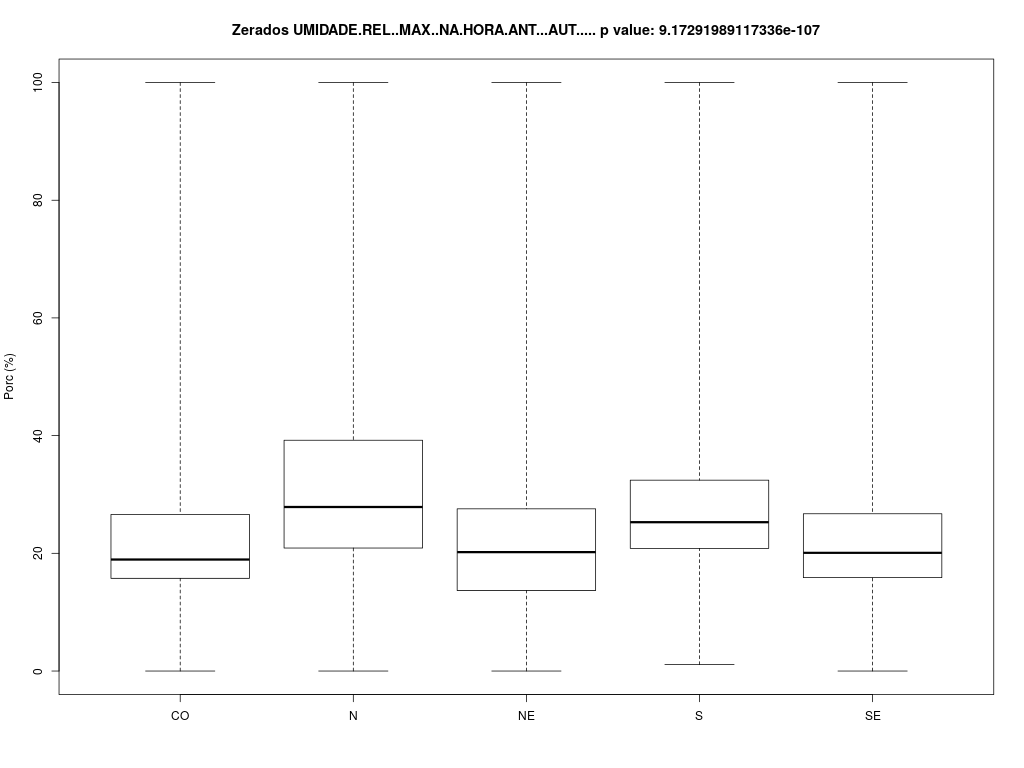 Zerados UMIDADE.REL..MAX..NA.HORA.ANT...AUT..... p value: 9.17291989117336e-107
100
80
60
Porc (%)
40
20
0
CO N NE S SE